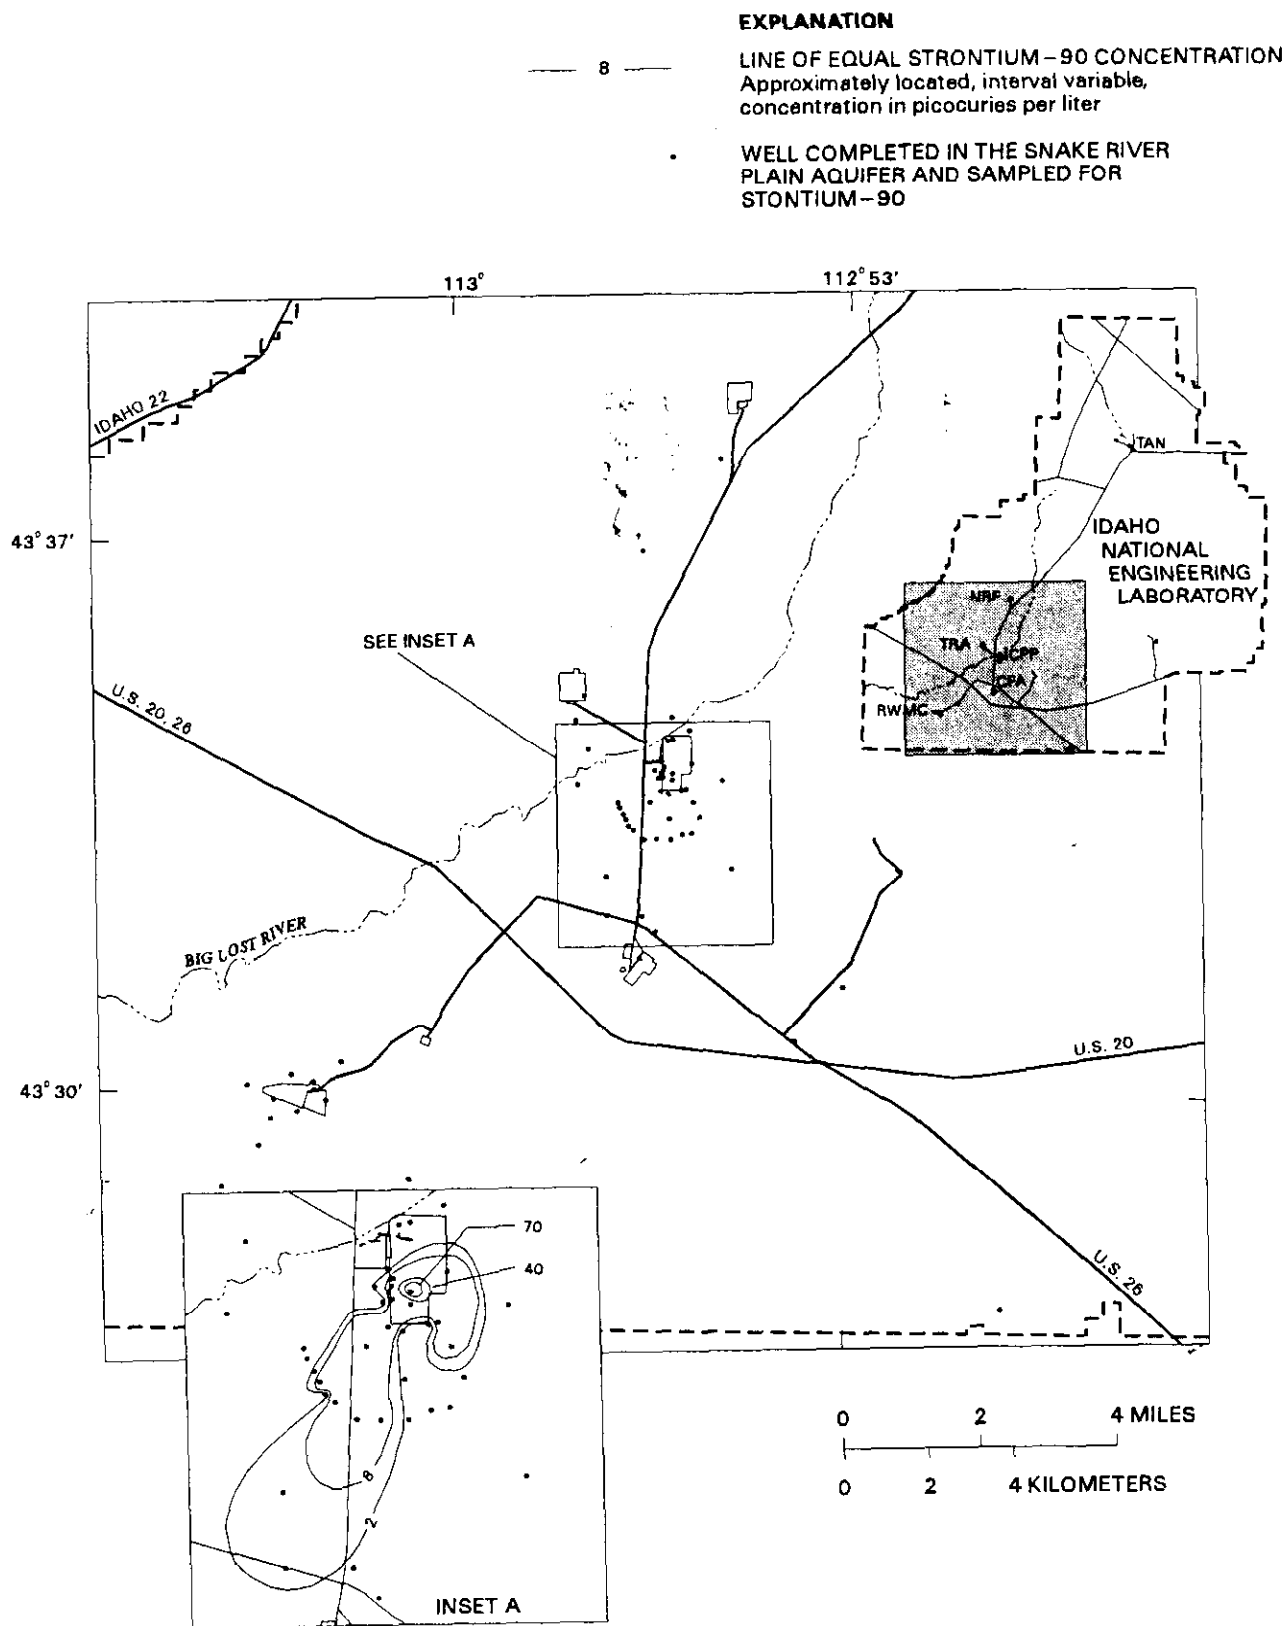 EXPLANATION
8
LINE OF EQUAL STRONTIUM-90 CONCENTRATION
Approximately located, interval variable,
concentration in picocuries per liter
WELL COMPLETED IN THE SNAKE RIVER
PLAIN AQUIFER AND SAMPLED FOR
STONTIUM-90
113°
112°53'
IDAHO 22
TAN
43°37'
IDAHO
NATIONAL
ENGINEERING
LABORATORY
NRF
SEE INSET A
TRA
ICPP
CFA
RWMC
U.S. 20, 26
BIG LOST RIVER
U.S. 20
43°30'
70
40
U.S. 26
8
2
INSET A
0 2 4 MILES
0 2 4 KILOMETERS